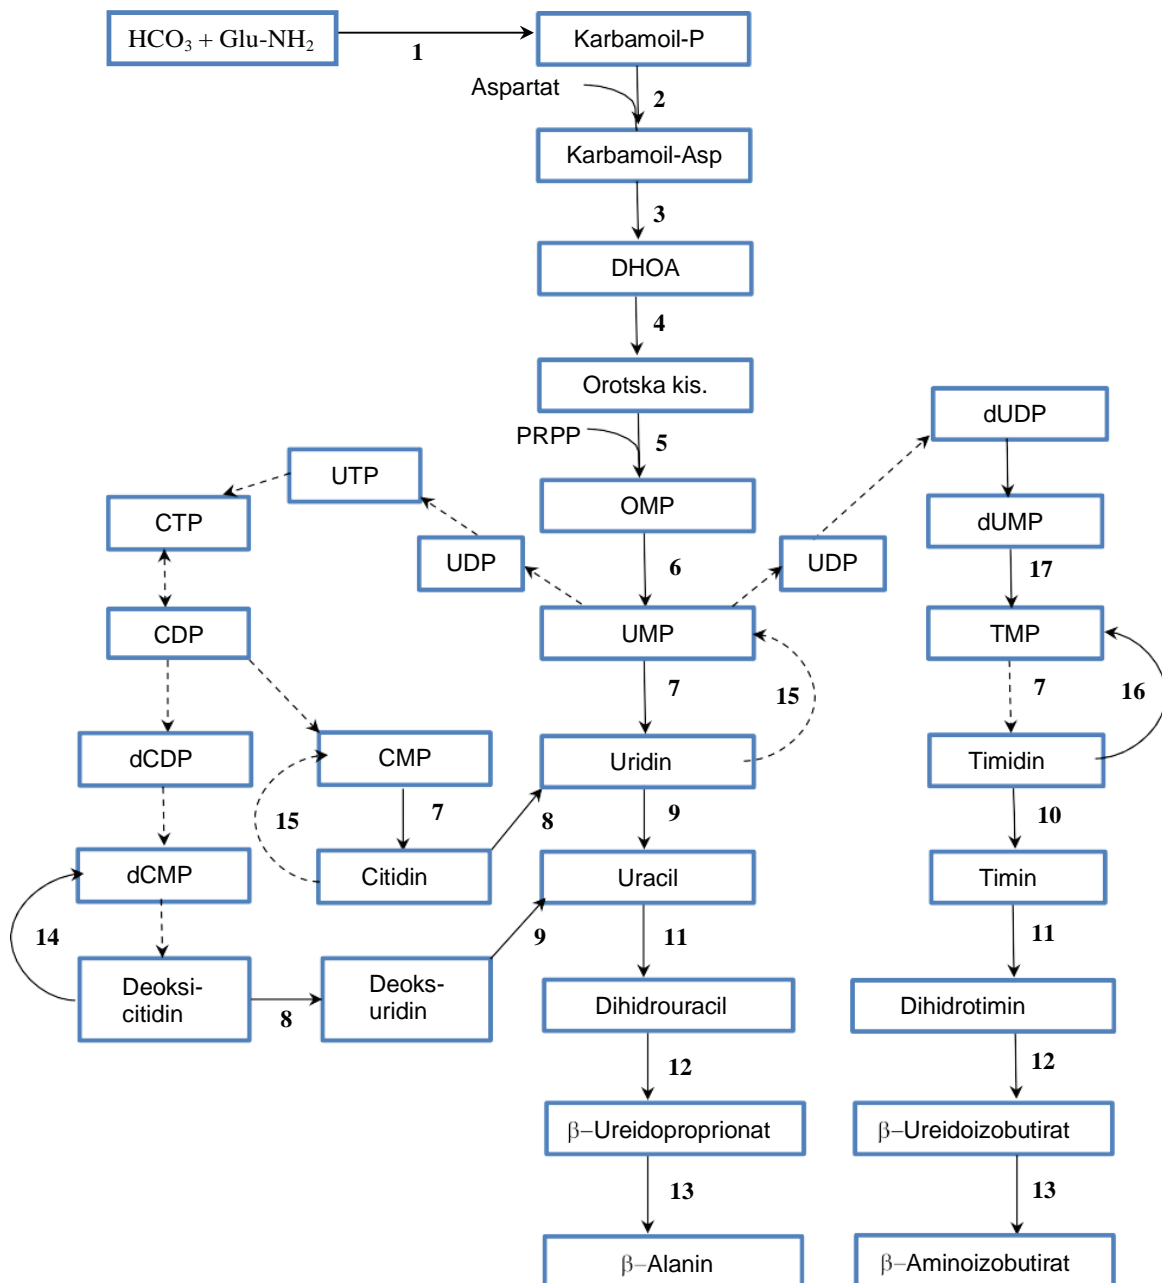 HCO3 + Glu-NH2
1
Karbamoil-P
Aspartat
2
Karbamoil-Asp
3
DHOA
4
Orotska kis.
PRPP
5
dUDP
UTP
CTP
OMP
dUMP
UDP
6
UDP
17
CDP
UMP
TMP
7
15
7
16
dCDP
CMP
Uridin
Timidin
15
7
8
9
10
dCMP
Citidin
Uracil
Timin
14
9
11
11
Deoksi-
citidin
8
Deoks-
uridin
Dihidrouracil
Dihidrotimin
12
12
β–Ureidoproprionat
β–Ureidoizobutirat
13
13
β–Alanin
β–Aminoizobutirat